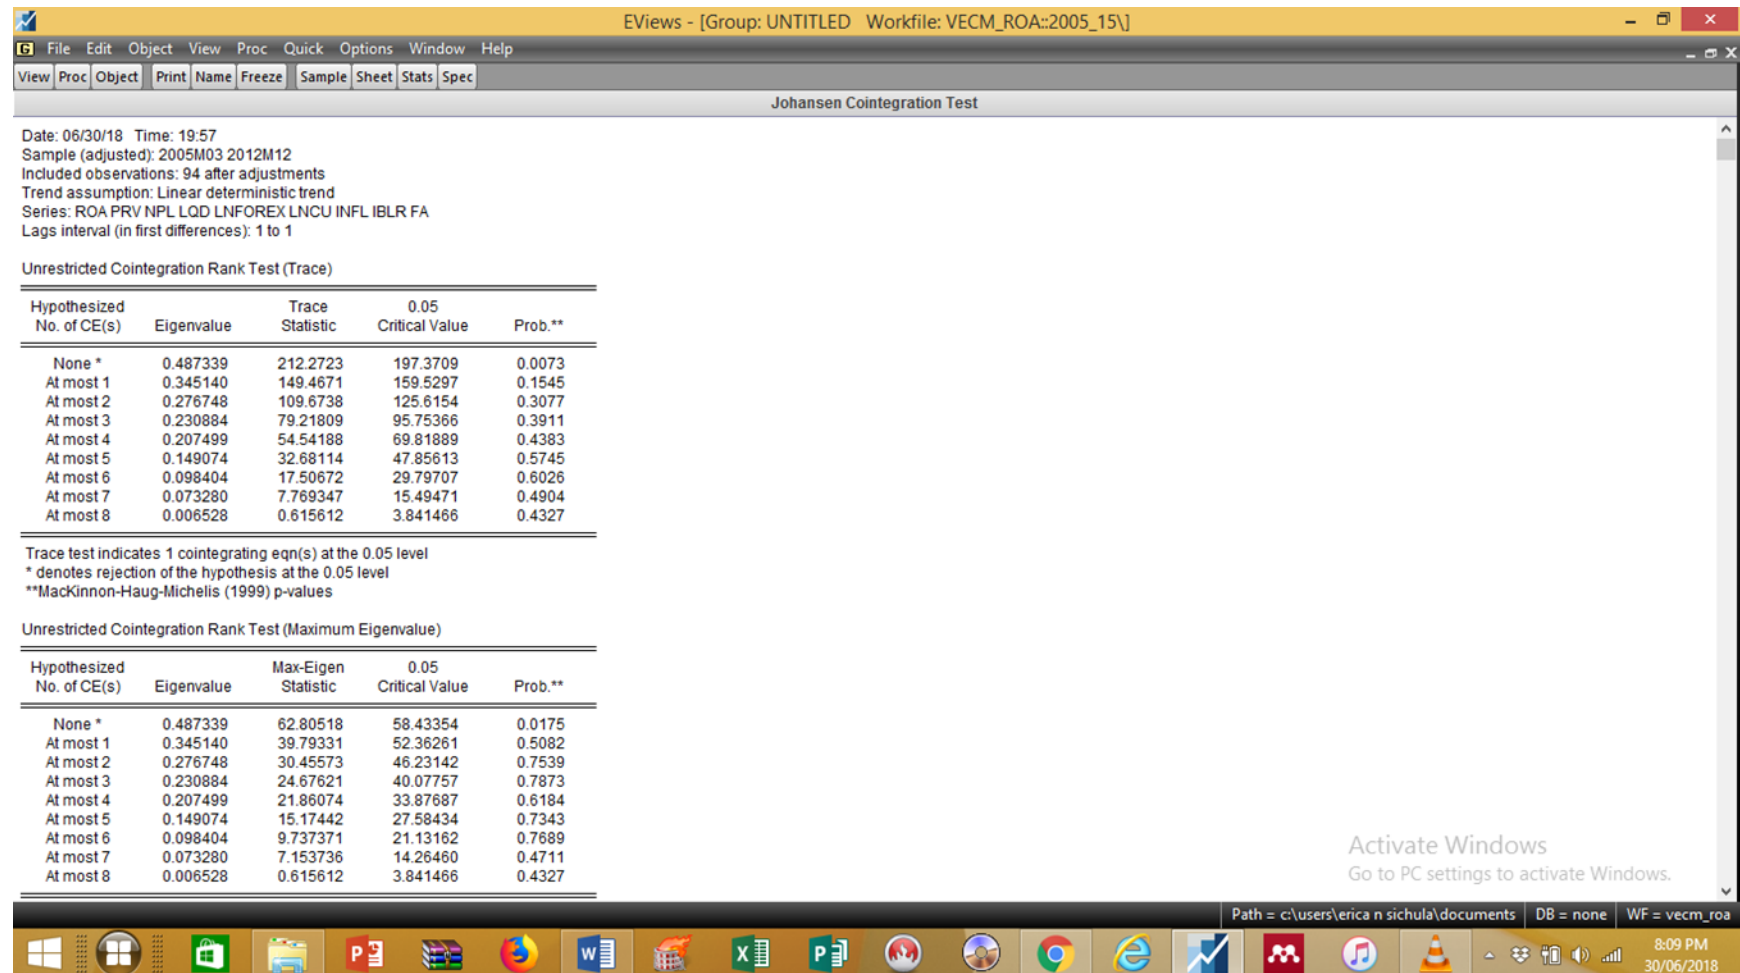 EViews - [Group: UNTITLED Workfile: VECM_ROA::2005_15\]
File Edit Object View Proc Quick Options Window Help
View Proc Object Print Name Freeze Sample Sheet Stats Spec
Johansen Cointegration Test
Date: 06/30/18 Time: 19:57
Sample (adjusted): 2005M03 2012M12
Included observations: 94 after adjustments
Trend assumption: Linear deterministic trend
Series: ROA PRV NPL LQD LNFOREX LNCU INFL IBLR FA
Lags interval (in first differences): 1 to 1
Unrestricted Cointegration Rank Test (Trace)
Hypothesized Trace 0.05
No. of CE(s) Eigenvalue Statistic Critical Value Prob.**
None * 0.487339 212.2723 197.3709 0.0073
At most 1 0.345140 149.4671 159.5297 0.1545
At most 2 0.276748 109.6738 125.6154 0.3077
At most 3 0.230884 79.21809 95.75366 0.3911
At most 4 0.207499 54.54188 69.81889 0.4383
At most 5 0.149074 32.68114 47.85613 0.5745
At most 6 0.098404 17.50672 29.79707 0.6026
At most 7 0.073280 7.769347 15.49471 0.4904
At most 8 0.006528 0.615612 3.841466 0.4327
Trace test indicates 1 cointegrating eqn(s) at the 0.05 level
* denotes rejection of the hypothesis at the 0.05 level
**MacKinnon-Haug-Michelis (1999) p-values
Unrestricted Cointegration Rank Test (Maximum Eigenvalue)
Hypothesized Max-Eigen 0.05
No. of CE(s) Eigenvalue Statistic Critical Value Prob.**
None * 0.487339 62.80518 58.43354 0.0175
At most 1 0.345140 39.79331 52.36261 0.5082
At most 2 0.276748 30.45573 46.23142 0.7539
At most 3 0.230884 24.67621 40.07757 0.7873
At most 4 0.207499 21.86074 33.87687 0.6184
At most 5 0.149074 15.17442 27.58434 0.7343
At most 6 0.098404 9.737371 21.13162 0.7689
At most 7 0.073280 7.153736 14.26460 0.4711
At most 8 0.006528 0.615612 3.841466 0.4327
Activate Windows
Go to PC settings to activate Windows.
Path = c:\users\erica n sichula\documents DB = none WF = vecm_roa
8:09 PM
30/06/2018